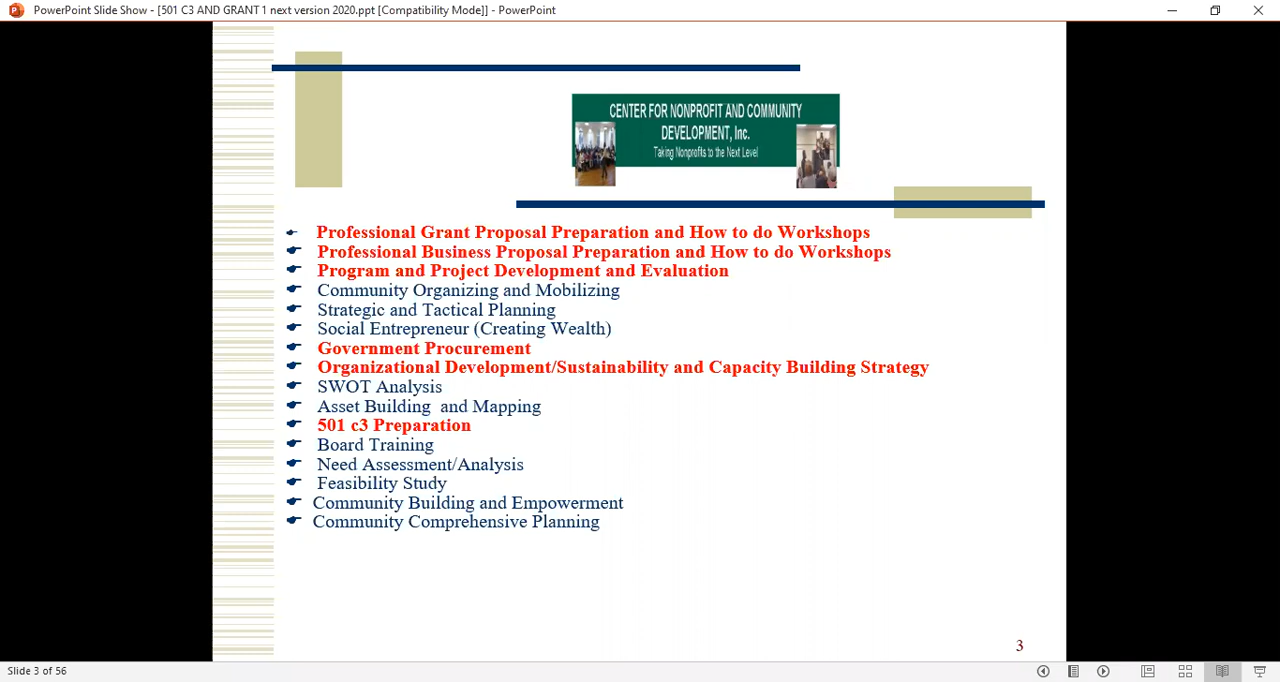 PowerPoint Slide Show - [501 C3 AND GRANT 1 next version 2020.ppt [Compatibility Mode]] - PowerPoint
CENTER FOR NONPROFIT AND COMMUNITY
DEVELOPMENT, Inc.
Taking Nonprofits to the Next Level
Professional Grant Proposal Preparation and How to do Workshops
Professional Business Proposal Preparation and How to do Workshops
Program and Project Development and Evaluation
Community Organizing and Mobilizing
Strategic and Tactical Planning
Social Entrepreneur (Creating Wealth)
Government Procurement
Organizational Development/Sustainability and Capacity Building Strategy
SWOT Analysis
Asset Building and Mapping
501 c3 Preparation
Board Training
Need Assessment/Analysis
Feasibility Study
Community Building and Empowerment
Community Comprehensive Planning
3
Slide 3 of 56